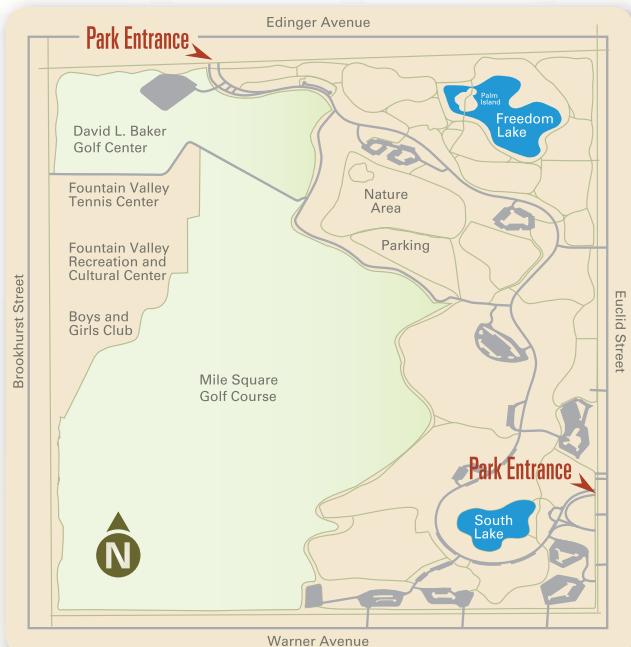 Edinger Avenue
Park Entrance
Palm
Island
Freedom
Lake
David L. Baker
Golf Center
Fountain Valley
Tennis Center
Nature
Area
Parking
Fountain Valley
Recreation and
Cultural Center
Boys and
Girls Club
Brookhurst Street
Euclid Street
Mile Square
Golf Course
Park Entrance
South
Lake
N
Warner Avenue